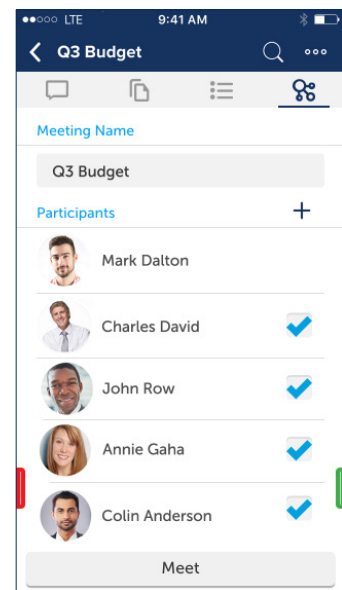 LTE 9:41 AM
Q3 Budget
Meeting Name
Q3 Budget
Participants
Mark Dalton
Charles David
John Row
Annie Gaha
Colin Anderson
Meet